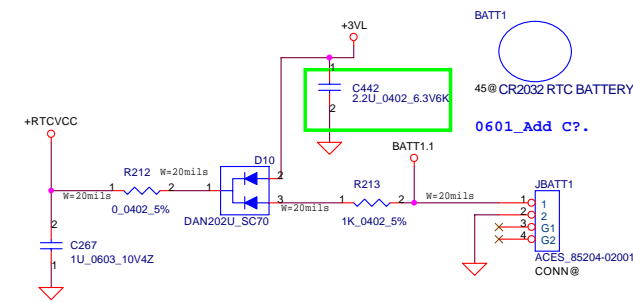 BATT1
+3VL
1
C442
2.2U_0402_6.3V6K
2
45@ CR2032 RTC BATTERY
0601_Add C?.
+RTCVCC
BATT1.1
D10
R212
W=20mils
2
R213
JBATT1
1
2
1
W=20mils
3
1
2
W=20mils
1
1
W=20mils
W=20mils
2
2
0_0402_5%
1K_0402_5%
3
G1
2
DAN202U_SC70
4
G2
C267
1U_0603_10V4Z
1
ACES_85204-02001
CONN@